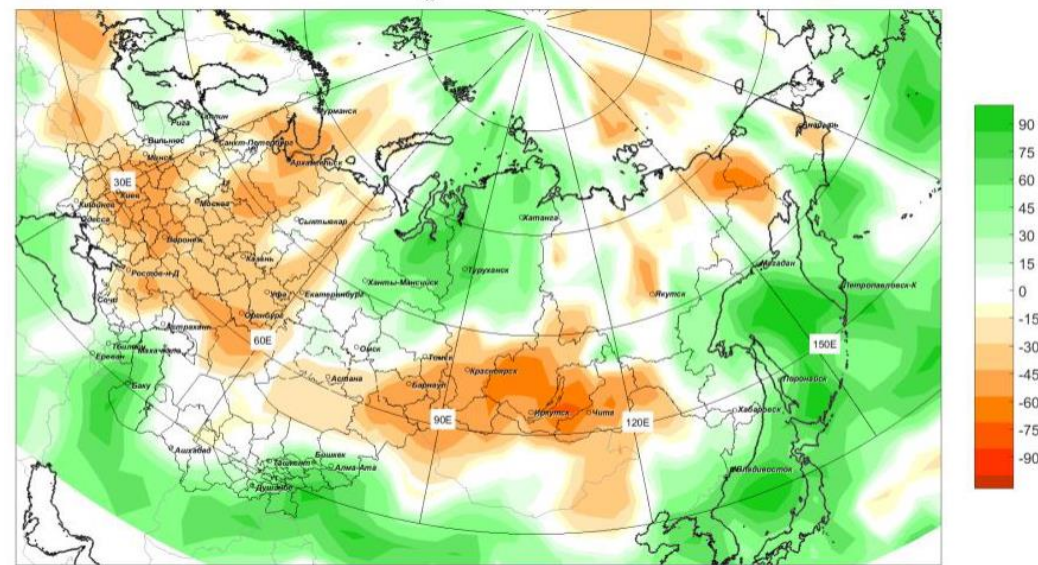 Мурманск
Таллин
Рига
Вильнюс
Санкт-Петербург
Архангельск
Минск
30E
Киев
Кишинев
Москва
Одесса
Сыктывкар
Воронеж
Казань
Ростов-н-Д
Уфа
Екатеринбург
Ханты-Мансийск
Туруханск
Хатанга
Анадырь
Магадан
Якутск
Петропавловск-К
Сочи
Оренбург
Астрахань
60E
Тбилиси
Махачкала
Ереван
Баку
Омск
Томск
Астана
Барнаул
Красноярск
Иркутск
Чита
90E
120E
150E
Поронайск
Хабаровск
Владивосток
Ашхабад
Ташкент
Бишкек
Алма-Ата
Душанбе
90
75
60
45
30
15
0
-15
-30
-45
-60
-75
-90